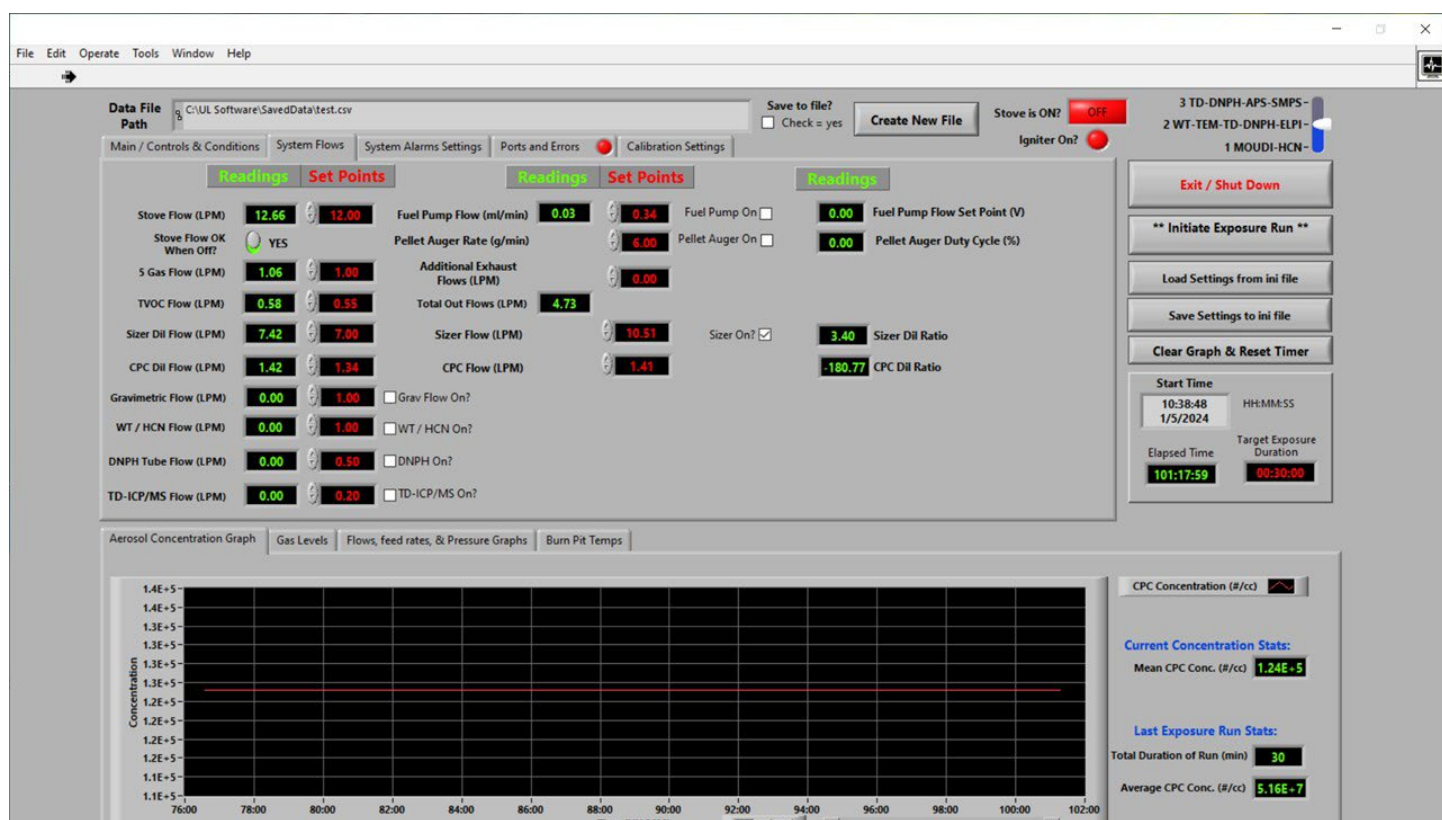 File Edit Operate Tools Window Help
Data File Path
C:\UL Software\SavedData\test.csv
Save to file?
Check = yes
Create New File
Stove is ON?
OFF
Igniter On?
3 TD-DNPH-APS-SMPS-
2 WT-TEM-TD-DNPH-ELPI-
1 MOUDI-HCN-
Main / Controls & Conditions System Flows System Alarms Settings Ports and Errors Calibration Settings
Readings Set Points Readings Set Points Readings
Stove Flow (LPM) 12.66 12.00 Fuel Pump Flow (ml/min) 0.03 0.34 Fuel Pump On 0.00 Fuel Pump Flow Set Point (V)
Stove Flow OK When Off? YES Pellet Auger Rate (g/min) 6.00 Pellet Auger On 0.00 Pellet Auger Duty Cycle (%)
5 Gas Flow (LPM) 1.06 1.00 Additional Exhaust Flows (LPM) 0.00
TVOC Flow (LPM) 0.58 0.55 Total Out Flows (LPM) 4.73
Sizer Dil Flow (LPM) 7.42 7.00 Sizer Flow (LPM) 10.51 Sizer On? 3.40 Sizer Dil Ratio
CPC Dil Flow (LPM) 1.42 1.34 CPC Flow (LPM) 1.41 -180.77 CPC Dil Ratio
Gravimetric Flow (LPM) 0.00 1.00 Grav Flow On?
WT / HCN Flow (LPM) 0.00 1.00 WT / HCN On?
DNPH Tube Flow (LPM) 0.00 0.50 DNPH On?
TD-ICP/MS Flow (LPM) 0.00 0.20 TD-ICP/MS On?
Exit / Shut Down
** Initiate Exposure Run **
Load Settings from ini file
Save Settings to ini file
Clear Graph & Reset Timer
Start Time
10:38:48 HH:MM:SS
1/5/2024
Elapsed Time Target Exposure Duration
101:17:59 00:30:00
Aerosol Concentration Graph Gas Levels Flows, feed rates, & Pressure Graphs Burn Pit Temps
Concentration
1.4E+5
1.4E+5
1.3E+5
1.3E+5
1.3E+5
1.3E+5
1.2E+5
1.2E+5
1.2E+5
1.2E+5
1.1E+5
1.1E+5
76:00 78:00 80:00 82:00 84:00 86:00 88:00 90:00 92:00 94:00 96:00 98:00 100:00 102:00
CPC Concentration (#/cc)
Current Concentration Stats:
Mean CPC Conc. (#/cc) 1.24E+5
Last Exposure Run Stats:
Total Duration of Run (min) 30
Average CPC Conc. (#/cc) 5.16E+7